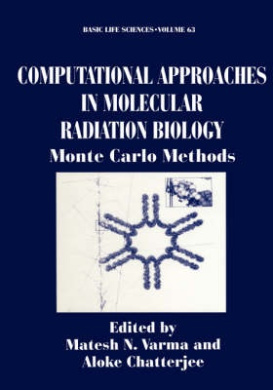 BASIC LIFE SCIENCES • VOLUME 63
COMPUTATIONAL APPROACHES
IN MOLECULAR
RADIATION BIOLOGY
Monte Carlo Methods
Edited by
Matesh N. Varma and
Aloke Chatterjee